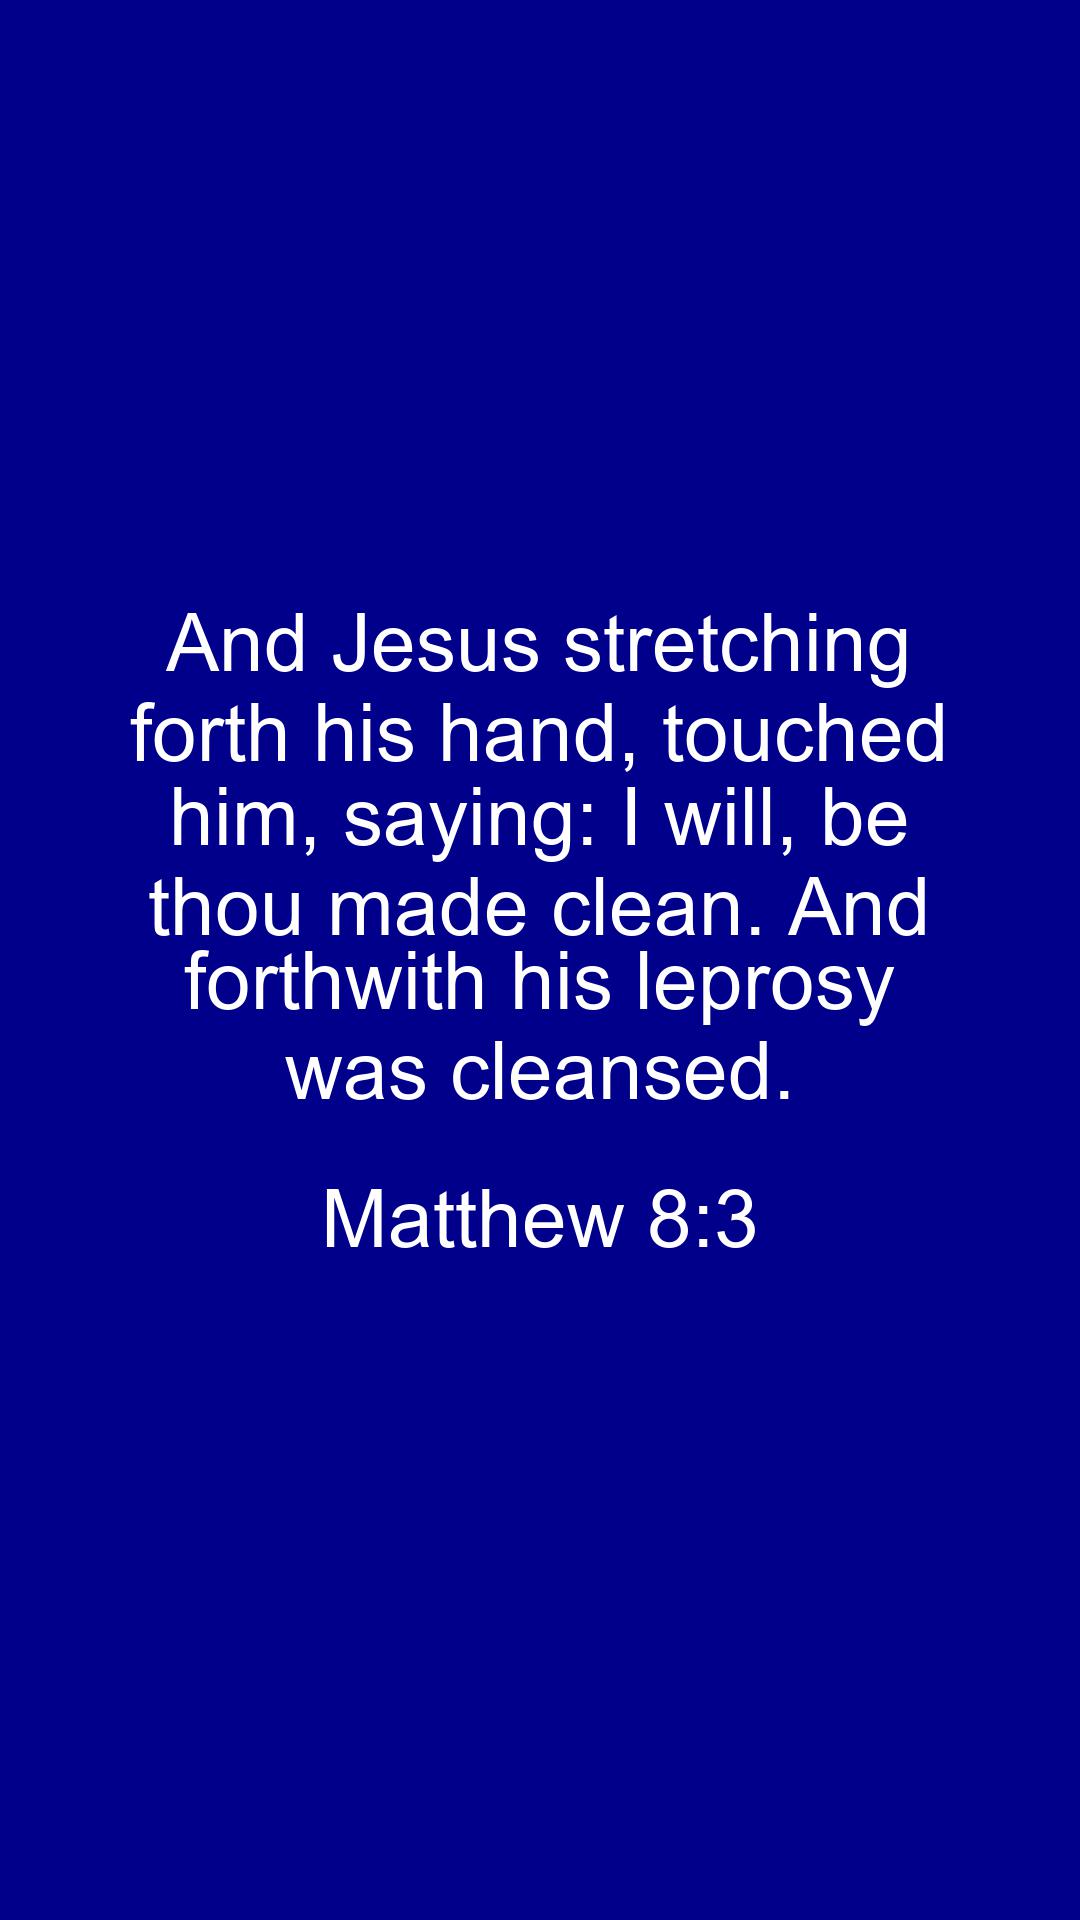 And Jesus stretching
forth his hand, touched
him, saying: I will, be
thou made clean. And
forthwith his leprosy
was cleansed.
Matthew 8:3